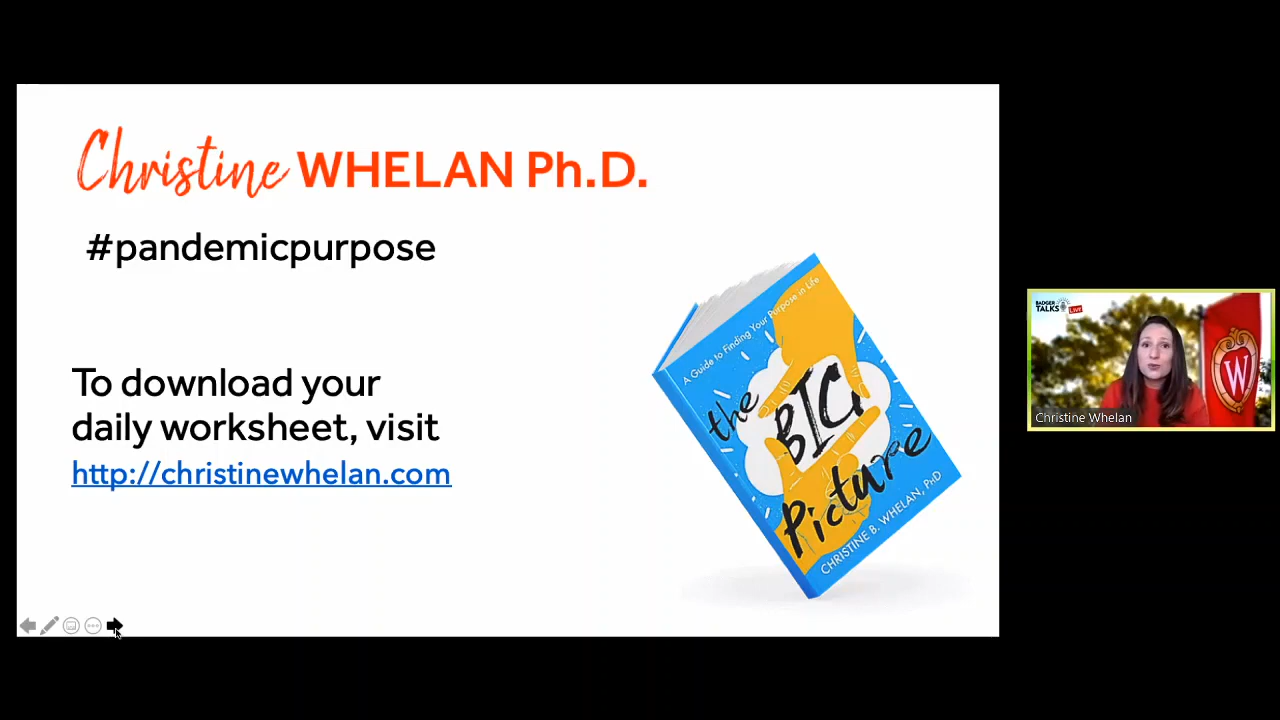 Christine WHELAN Ph.D.
#pandemicpurpose
To download your
daily worksheet, visit
http://christinewhelan.com
A Guide to Finding Your Purpose in Life
the
BIG
Picture
CHRISTINE B. WHELAN, PHD
BADGER
TALKS LIVE
W
Christine Whelan